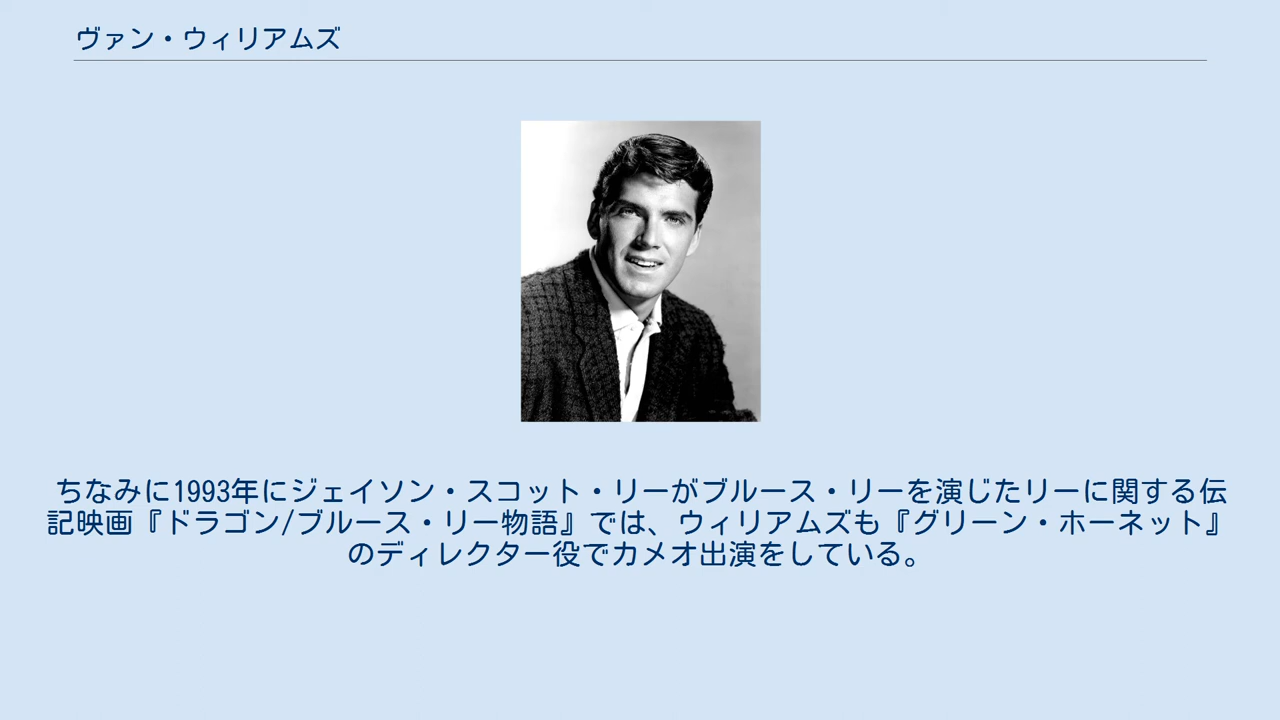 ヴァン・ウィリアムズ
ちなみに1993年にジェイソン・スコット・リーがブルース・リーを演じたリーに関する伝
記映画『ドラゴン/ブルース・リー物語』では、ウィリアムズも『グリーン・ホーネット』
のディレクター役でカメオ出演をしている。